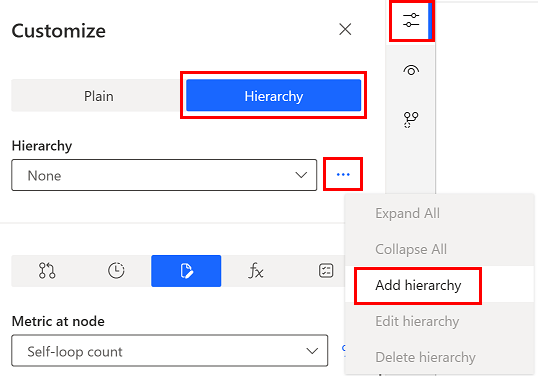 Customize
Plain
Hierarchy
Hierarchy
None
Expand All
Collapse All
Add hierarchy
Edit hierarchy
Delete hierarchy
fx
Metric at node
Self-loop count